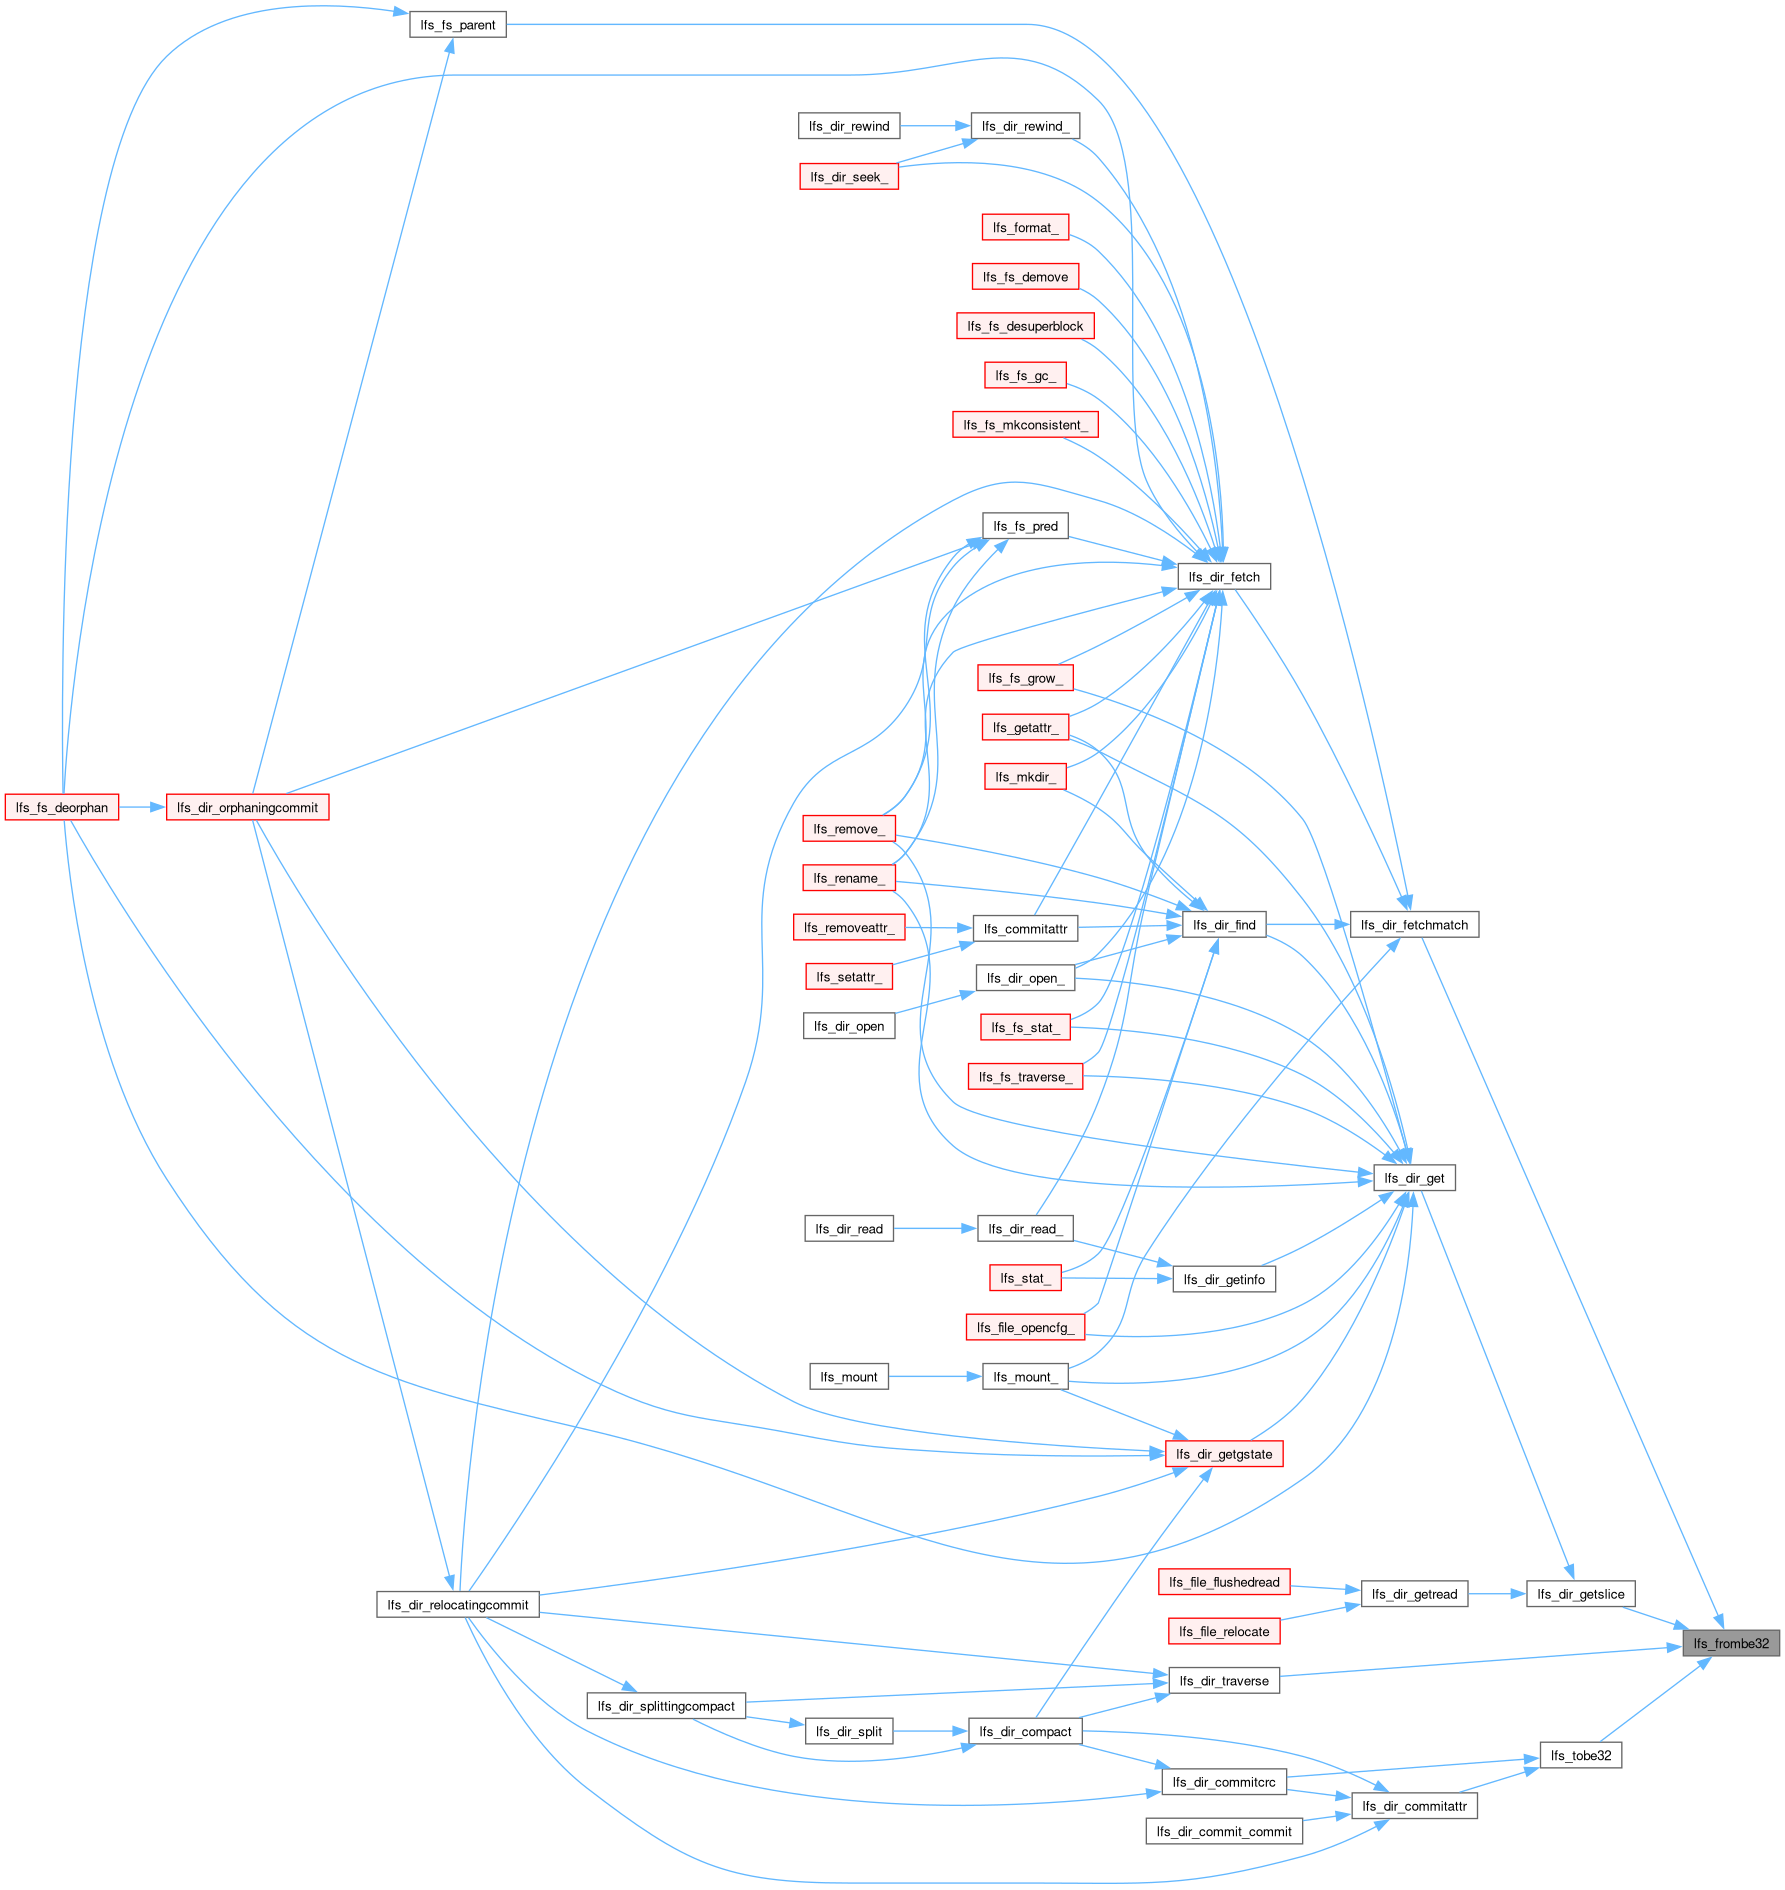 lfs_fs_parent
lfs_dir_rewind
lfs_dir_rewind_
lfs_dir_seek_
lfs_format_
lfs_fs_demove
lfs_fs_desuperblock
lfs_fs_gc_
lfs_fs_mkconsistent_
lfs_fs_pred
lfs_dir_fetch
lfs_fs_grow_
lfs_getattr_
lfs_mkdir_
lfs_fs_deorphan
lfs_dir_orphaningcommit
lfs_remove_
lfs_rename_
lfs_removeattr_
lfs_commitattr
lfs_dir_find
lfs_dir_fetchmatch
lfs_setattr_
lfs_dir_open_
lfs_dir_open
lfs_fs_stat_
lfs_fs_traverse_
lfs_dir_get
lfs_dir_read
lfs_dir_read_
lfs_stat_
lfs_dir_getinfo
lfs_file_opencfg_
lfs_mount
lfs_mount_
lfs_dir_getgstate
lfs_file_flushedread
lfs_dir_getread
lfs_dir_getslice
lfs_dir_relocatingcommit
lfs_file_relocate
lfs_frombe32
lfs_dir_traverse
lfs_dir_splittingcompact
lfs_dir_split
lfs_dir_compact
lfs_tobe32
lfs_dir_commitcrc
lfs_dir_commitattr
lfs_dir_commit_commit